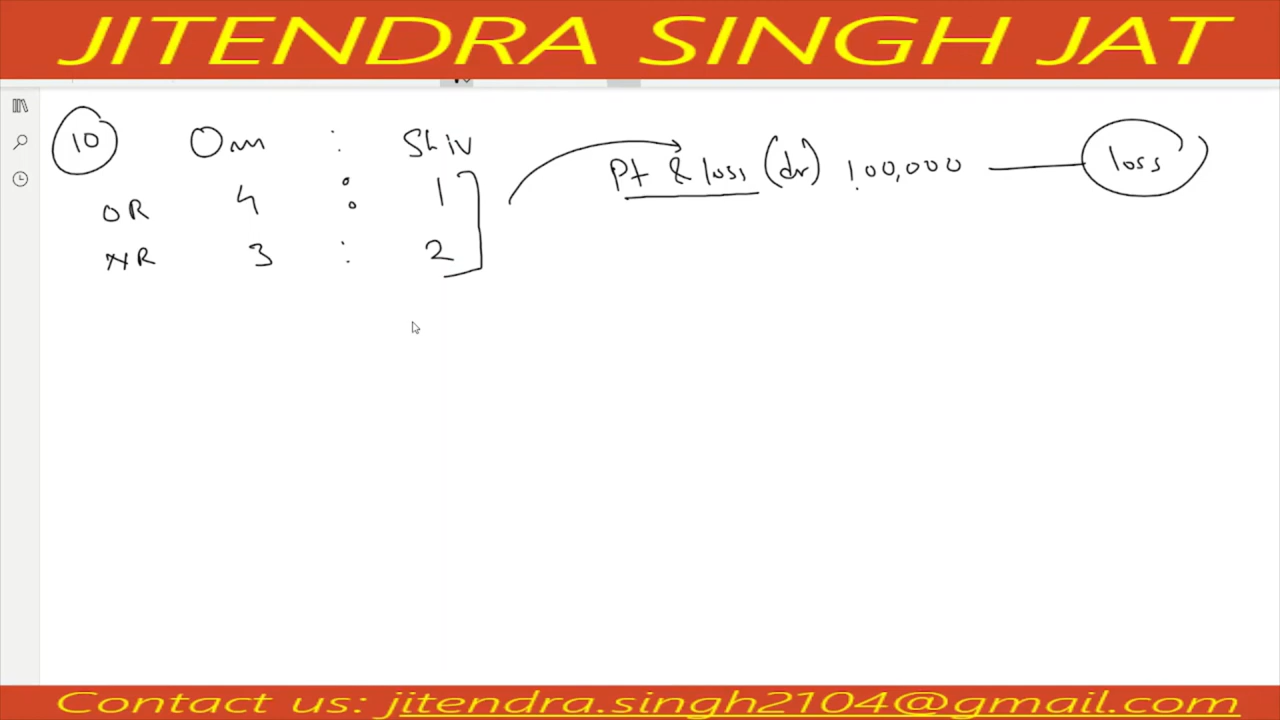 JITENDRA SINGH JAT
10 Om : Shiv
Pt & loss (dr) 1,00,000 — loss
OR 4 : 1
NR 3 : 2
Contact us: jitendra.singh2104@gmail.com